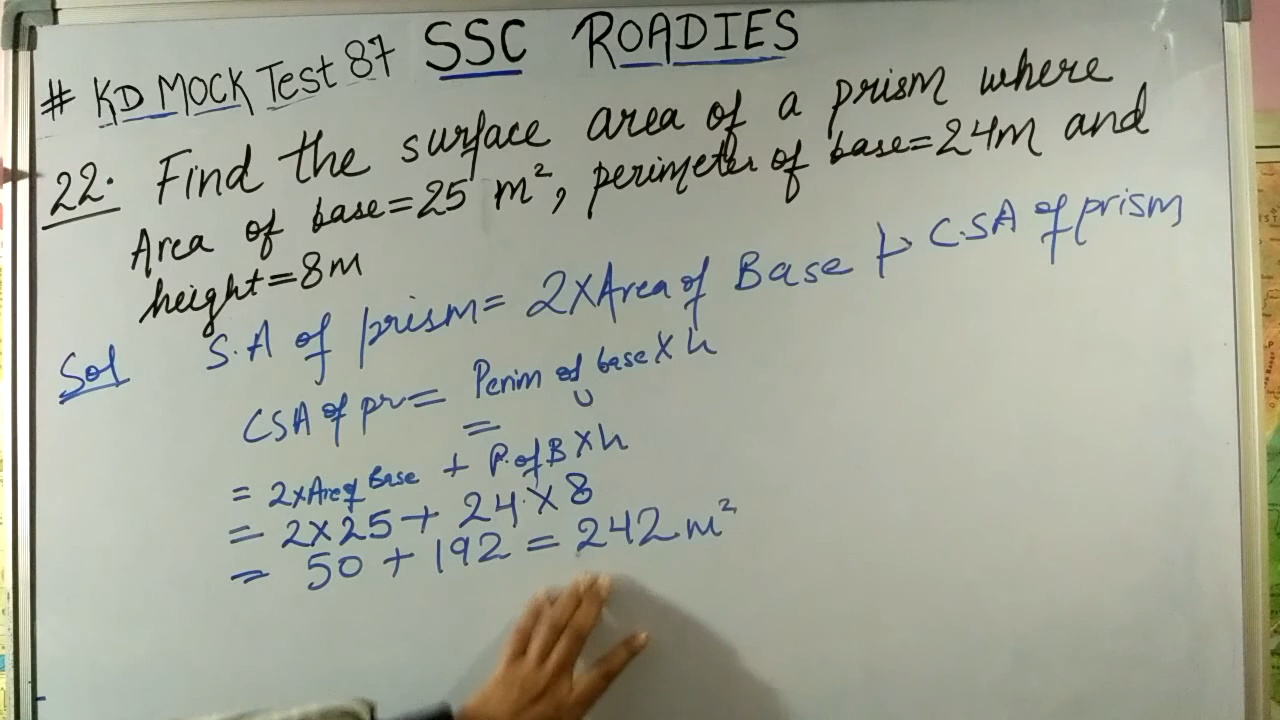 # KD MOCK Test 87 SSC ROADIES
22. Find the surface area of a prism where
Area of base=25 m², perimeter of base=24m and
height=8m
Sol S.A of prism= 2×Area of Base + C.SA of prism
CSA of pr= Perim of base × h
=
= 2×Are of Base + P. of B × h
= 2×25+ 24×8
= 50 + 192 = 242 m²